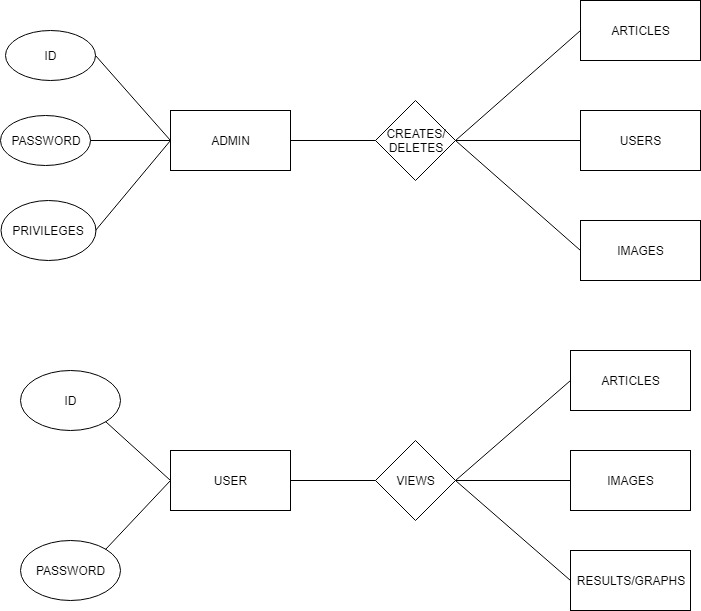 ID
PASSWORD
PRIVILEGES
ADMIN
CREATES/
DELETES
ARTICLES
USERS
IMAGES
ID
PASSWORD
USER
VIEWS
ARTICLES
IMAGES
RESULTS/GRAPHS